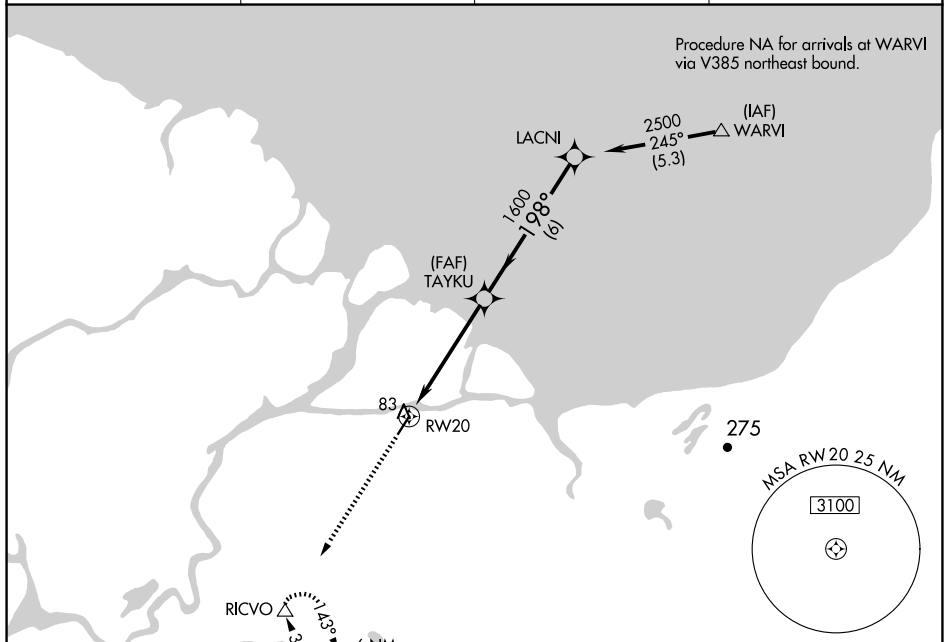 Procedure NA for arrivals at WARVI
via V385 northeast bound.
(IAF)
WARVI
2500
245°
(5.3)
LACNI
1600
198°
(6)
(FAF)
TAYKU
83
RW20
275
MSA RW20 25 NM
3100
RICVO
143°
NM